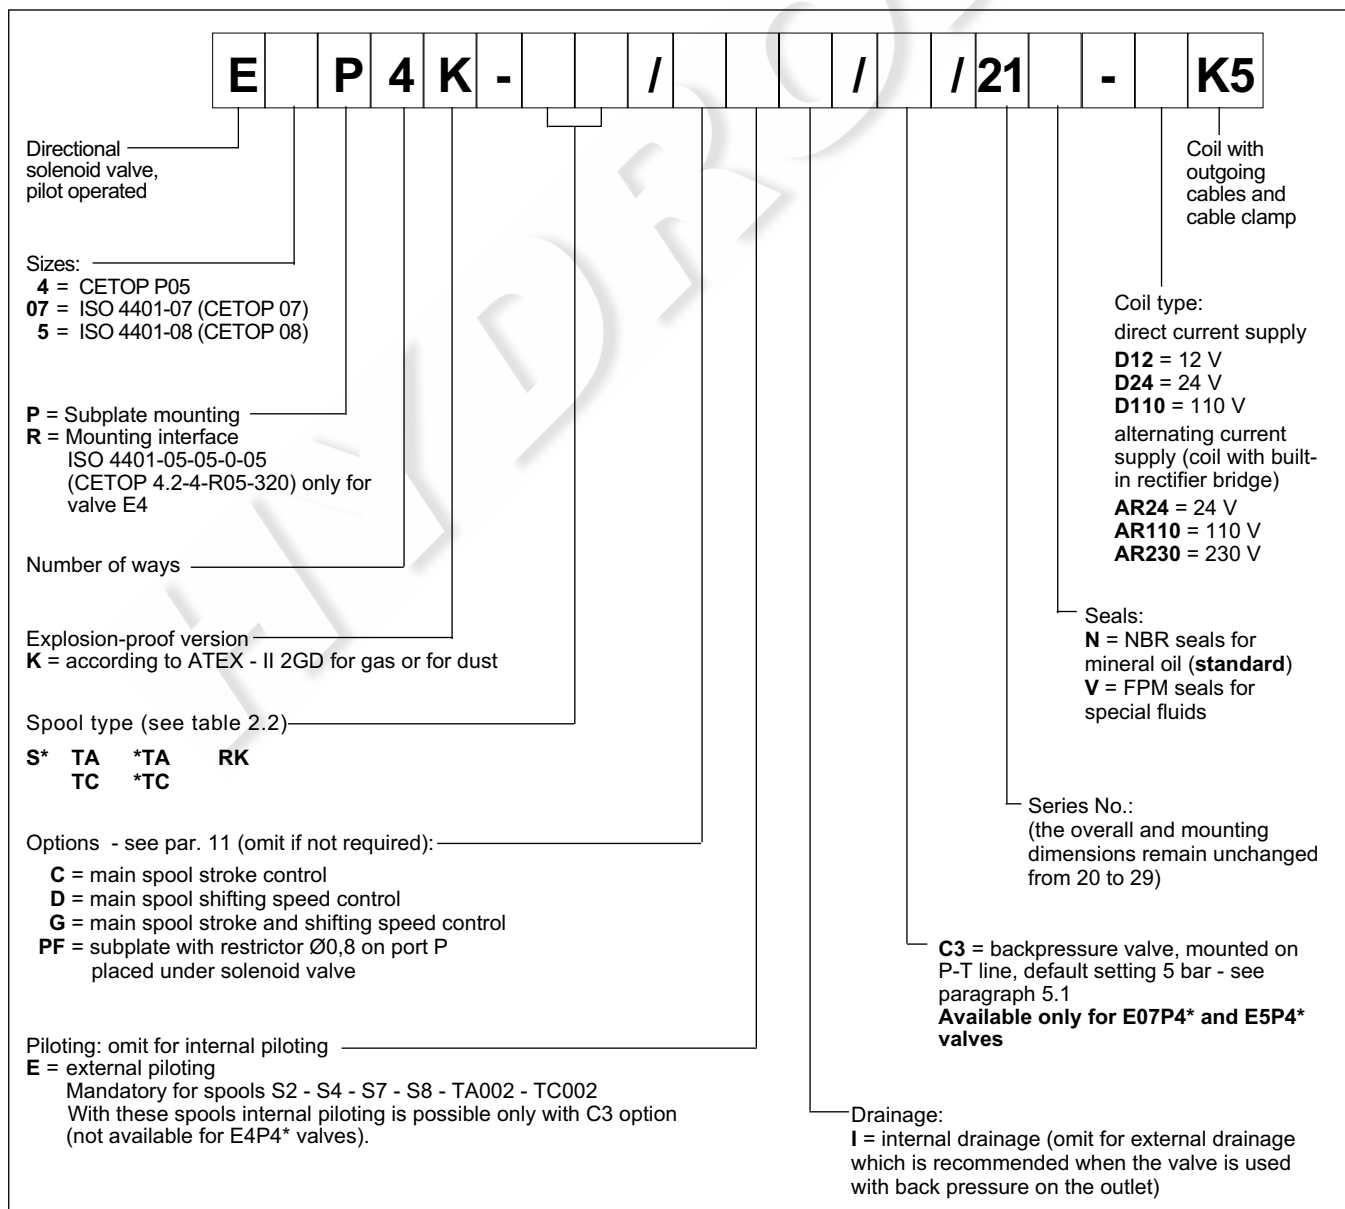 E P 4 K - / / / 21 - K5
Directional
solenoid valve,
pilot operated
Coil with
outgoing
cables and
cable clamp
Sizes:
4 = CETOP P05
07 = ISO 4401-07 (CETOP 07)
5 = ISO 4401-08 (CETOP 08)
Coil type:
direct current supply
D12 = 12 V
D24 = 24 V
D110 = 110 V
alternating current
supply (coil with built-
in rectifier bridge)
AR24 = 24 V
AR110 = 110 V
AR230 = 230 V
P = Subplate mounting
R = Mounting interface
ISO 4401-05-05-0-05
(CETOP 4.2-4-R05-320) only for
valve E4
Number of ways
Seals:
N = NBR seals for
mineral oil (standard)
V = FPM seals for
special fluids
Explosion-proof version
K = according to ATEX - II 2GD for gas or for dust
Spool type (see table 2.2)
S* TA *TA RK
TC *TC
Series No.:
(the overall and mounting
dimensions remain unchanged
from 20 to 29)
Options - see par. 11 (omit if not required):
C = main spool stroke control
D = main spool shifting speed control
G = main spool stroke and shifting speed control
PF = subplate with restrictor Ø0,8 on port P
placed under solenoid valve
C3 = backpressure valve, mounted on
P-T line, default setting 5 bar - see
paragraph 5.1
Available only for E07P4* and E5P4*
valves
Piloting: omit for internal piloting
E = external piloting
Mandatory for spools S2 - S4 - S7 - S8 - TA002 - TC002
With these spools internal piloting is possible only with C3 option
(not available for E4P4* valves).
Drainage:
I = internal drainage (omit for external drainage
which is recommended when the valve is used
with back pressure on the outlet)
HYDRO